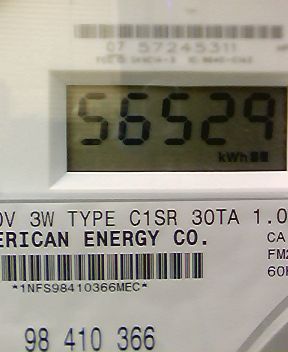 07 57245311
56529
kWh
0V 3W TYPE C1SR 30TA 1.0
ERICAN ENERGY CO.
CA
FM2
60H
*1NFS98410366MEC*
98 410 366